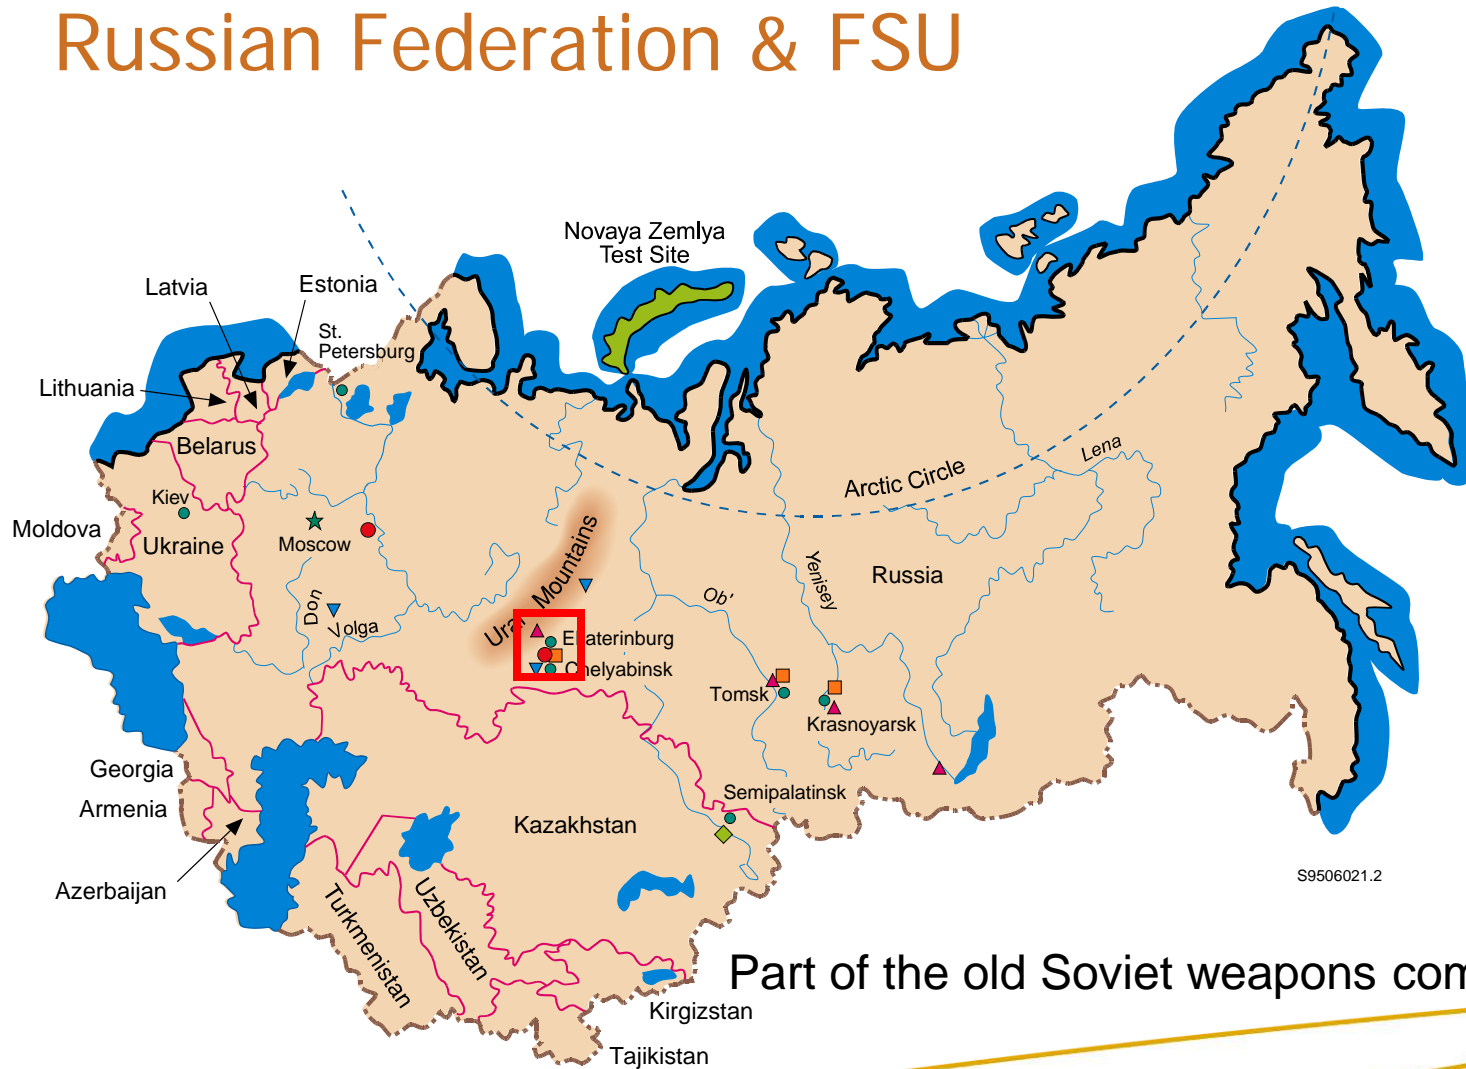 Russian Federation & FSU
Novaya Zemlya
Test Site
Latvia
Estonia
St.
Petersburg
Lithuania
Belarus
Kiev
Moldova
Ukraine
Moscow
Don
Volga
Ural Mountains
Ekaterinburg
Chelyabinsk
Ob'
Yenisey
Arctic Circle
Lena
Russia
Tomsk
Krasnoyarsk
Georgia
Armenia
Azerbaijan
Kazakhstan
Semipalatinsk
Turkmenistan
Uzbekistan
Kirgizstan
Tajikistan
S9506021.2
Part of the old Soviet weapons com